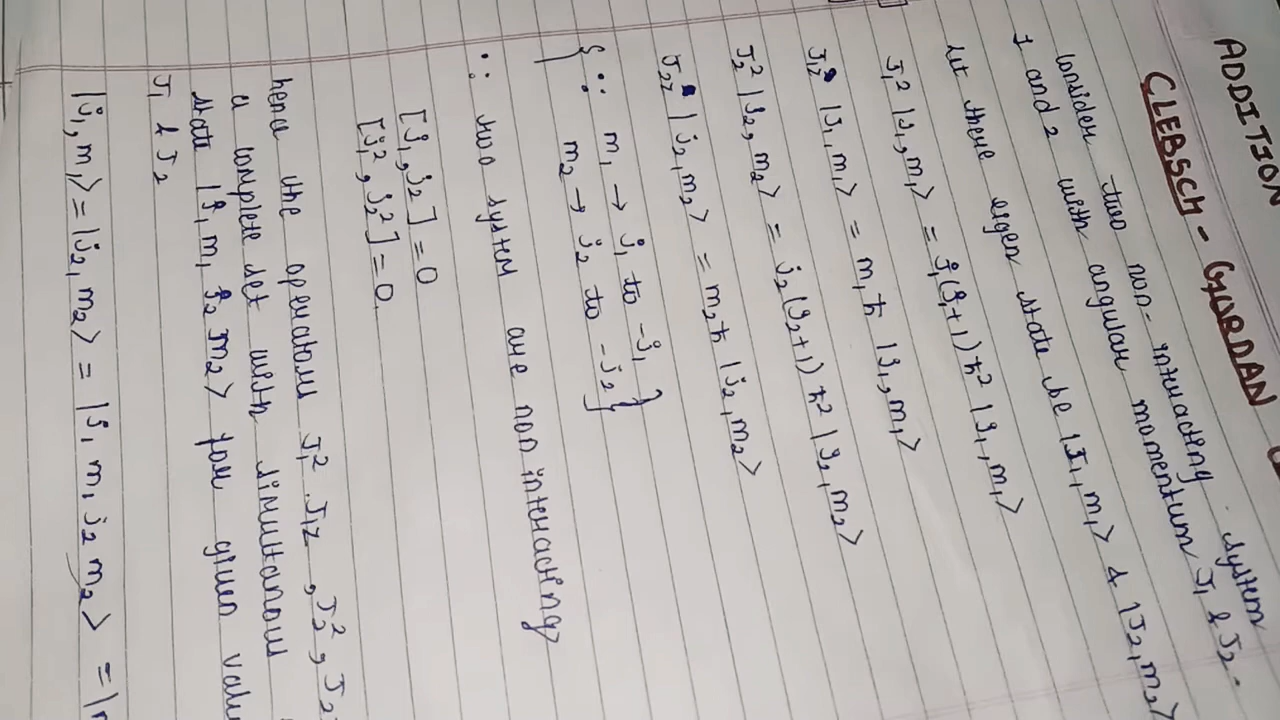 ADDITION
CLEBSCH - GORDAN
Consider two non-interacting system
1 and 2 with angular momentum J₁ & J₂.
Let there eigen state be |J₁, m₁> & |J₂, m₂>
J₁² |J₁, m₁> = J₁(J₁+1) ħ² |J₁, m₁>
J₁z |J₁, m₁> = m₁ ħ |J₁, m₁>
J₂² |J₂, m₂> = j₂(J₂+1) ħ² |J₂, m₂>
J₂z |j₂, m₂> = m₂ ħ |j₂, m₂>
{ ∵ m₁ → j₁ to -j₁ }
m₂ → j₂ to -j₂ }
∵ two system are non interacting
[j₁, j₂] = 0
[j₁², j₂²] = 0
hence the operators J₁² J₁z , J₂² , J₂
a complete set with simultanous
state |j₁ m₁ j₂ m₂> for given valu
J₁ & J₂
|j₁, m₁> = |j₂, m₂> = |j₁ m₁ j₂ m₂> =